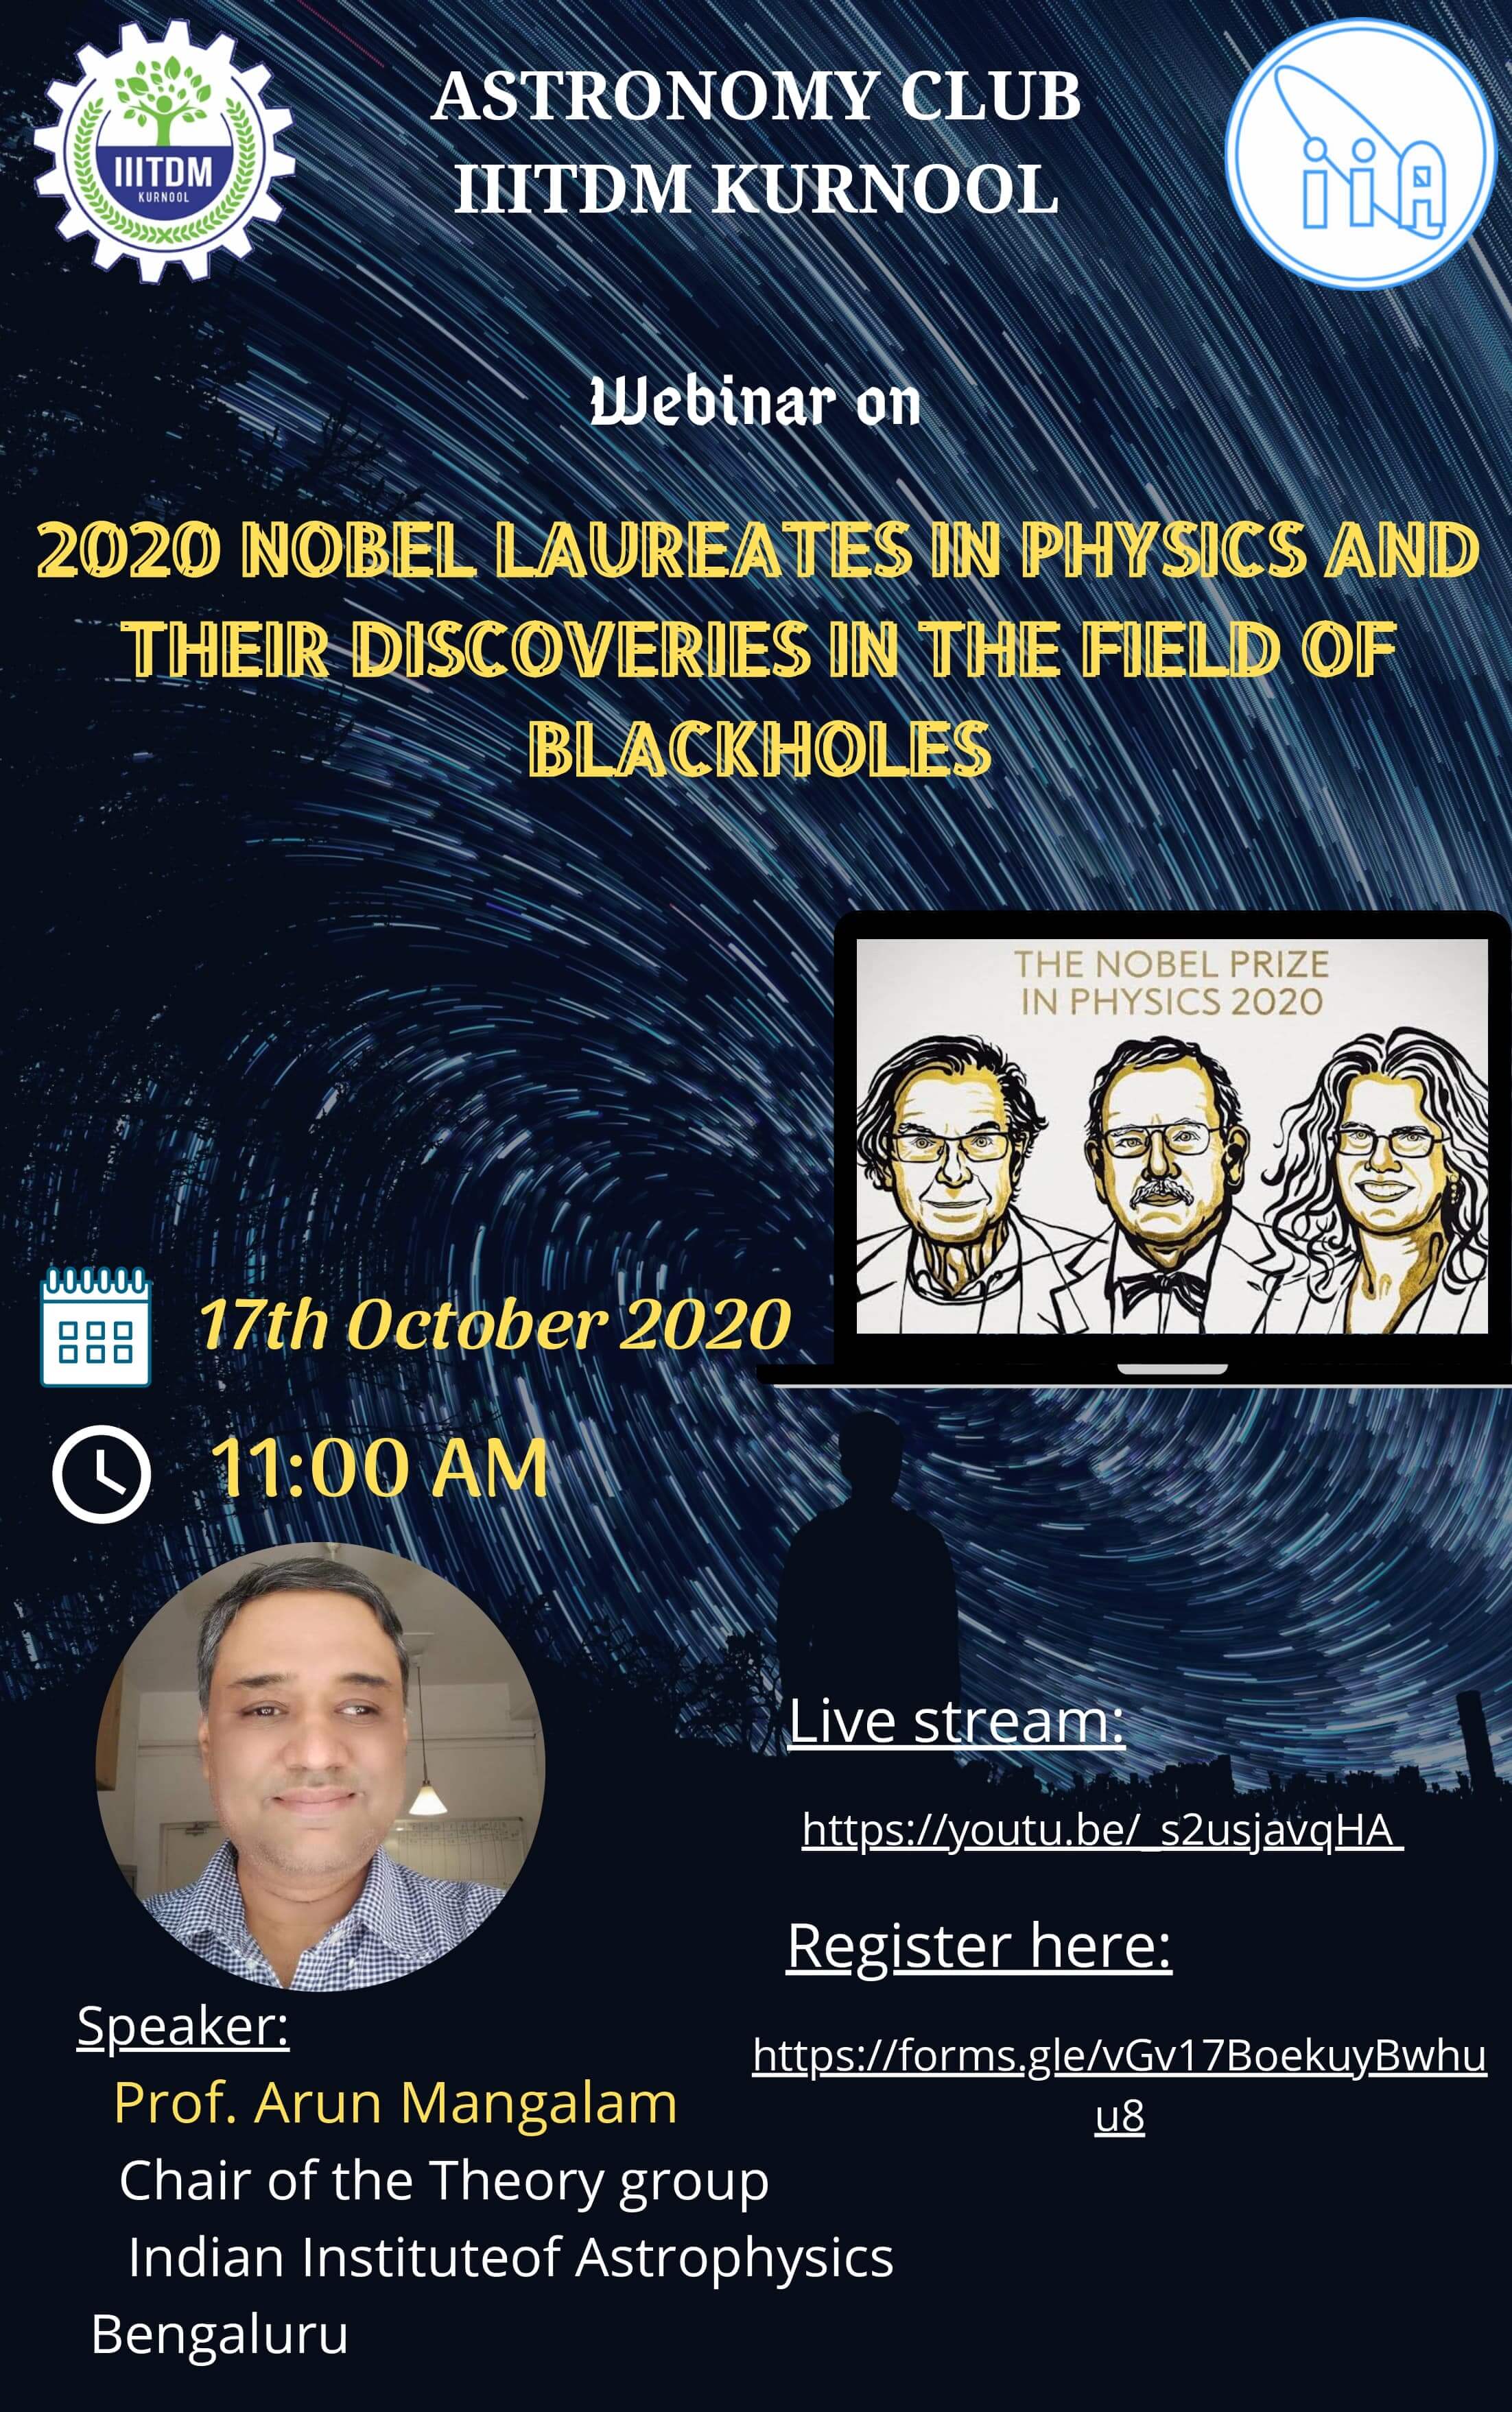 IIITDM
KURNOOL
ASTRONOMY CLUB
IIITDM KURNOOL
iiA
Webinar on
2020 NOBEL LAUREATES IN PHYSICS AND
THEIR DISCOVERIES IN THE FIELD OF
BLACKHOLES
THE NOBEL PRIZE
IN PHYSICS 2020
17th October 2020
11:00 AM
Live stream:
https://youtu.be/_s2usjavqHA
Register here:
https://forms.gle/vGv17BoekuyBwhu
u8
Speaker:
Prof. Arun Mangalam
Chair of the Theory group
Indian Instituteof Astrophysics
Bengaluru